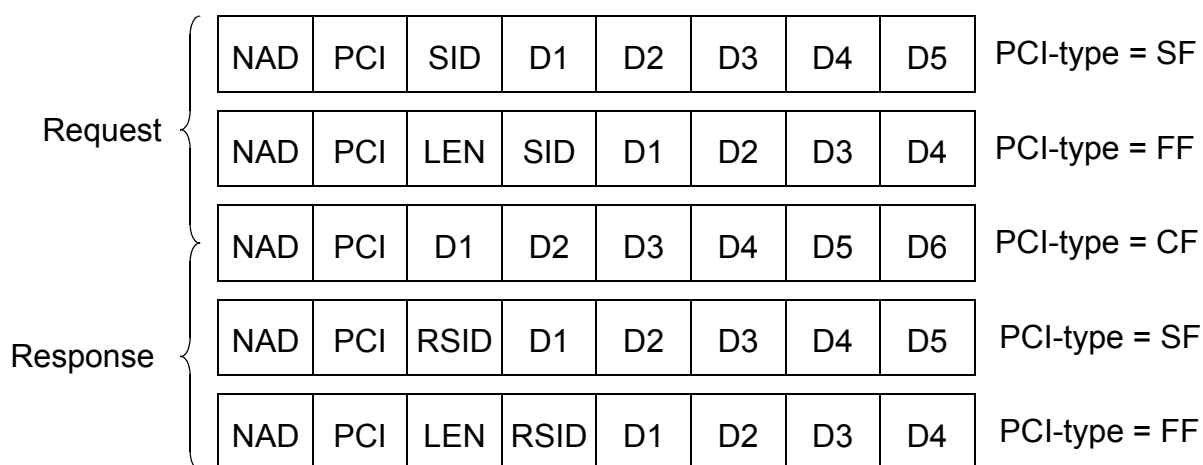 NAD PCI SID D1 D2 D3 D4 D5 PCI-type = SF
Request
NAD PCI LEN SID D1 D2 D3 D4 PCI-type = FF
NAD PCI D1 D2 D3 D4 D5 D6 PCI-type = CF
Response
NAD PCI RSID D1 D2 D3 D4 D5 PCI-type = SF
NAD PCI LEN RSID D1 D2 D3 D4 PCI-type = FF